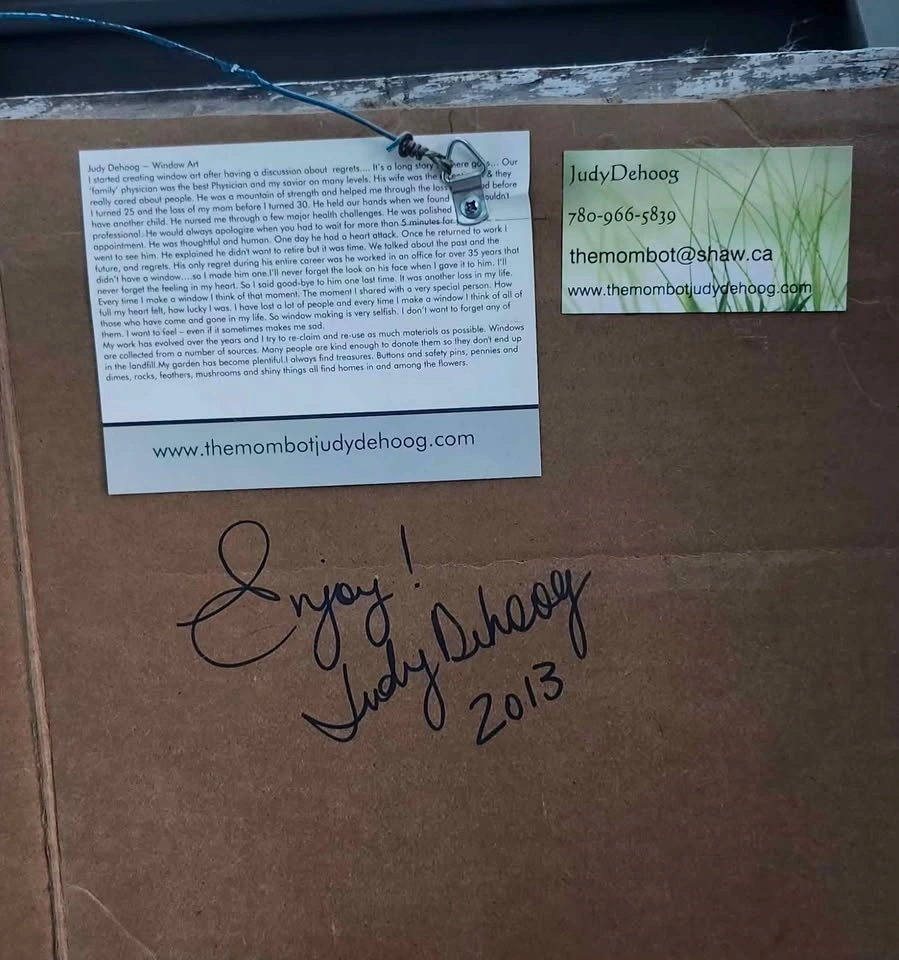 Judy Dehoog – Window Art
I started creating window art after having a discussion about regrets.... It's a long story here go s... Our
'family' physician was the best Physician and my savior on many levels. His wife was the & they
really cared about people. He was a mountain of strength and helped me through the loss d before
I turned 25 and the loss of my mom before I turned 30. He held our hands when we found ouldn't
have another child. He nursed me through a few major health challenges. He was polished
professional. He would always apologize when you had to wait for more than 5 minutes for
appointment. He was thoughtful and human. One day he had a heart attack. Once he returned to work I
went to see him. He explained he didn't want to retire but it was time. We talked about the past and the
future, and regrets. His only regret during his entire career was he worked in an office for over 35 years that
didn't have a window...so I made him one.I'll never forget the look on his face when I gave it to him. I'll
never forget the feeling in my heart. So I said good-bye to him one last time. It was another loss in my life.
Every time I make a window I think of that moment. The moment I shared with a very special person. How
full my heart felt, how lucky I was. I have lost a lot of people and every time I make a window I think of all of
those who have come and gone in my life. So window making is very selfish. I don't want to forget any of
them. I want to feel – even if it sometimes makes me sad.
My work has evolved over the years and I try to re-claim and re-use as much materials as possible. Windows
are collected from a number of sources. Many people are kind enough to donate them so they don't end up
in the landfill.My garden has become plentiful.I always find treasures. Buttons and safety pins, pennies and
dimes, rocks, feathers, mushrooms and shiny things all find homes in and among the flowers.
www.themombotjudydehoog.com
JudyDehoog
780-966-5839
themombot@shaw.ca
www.themombotjudydehoog.com
Enjoy!
Judy Dehoog
2013